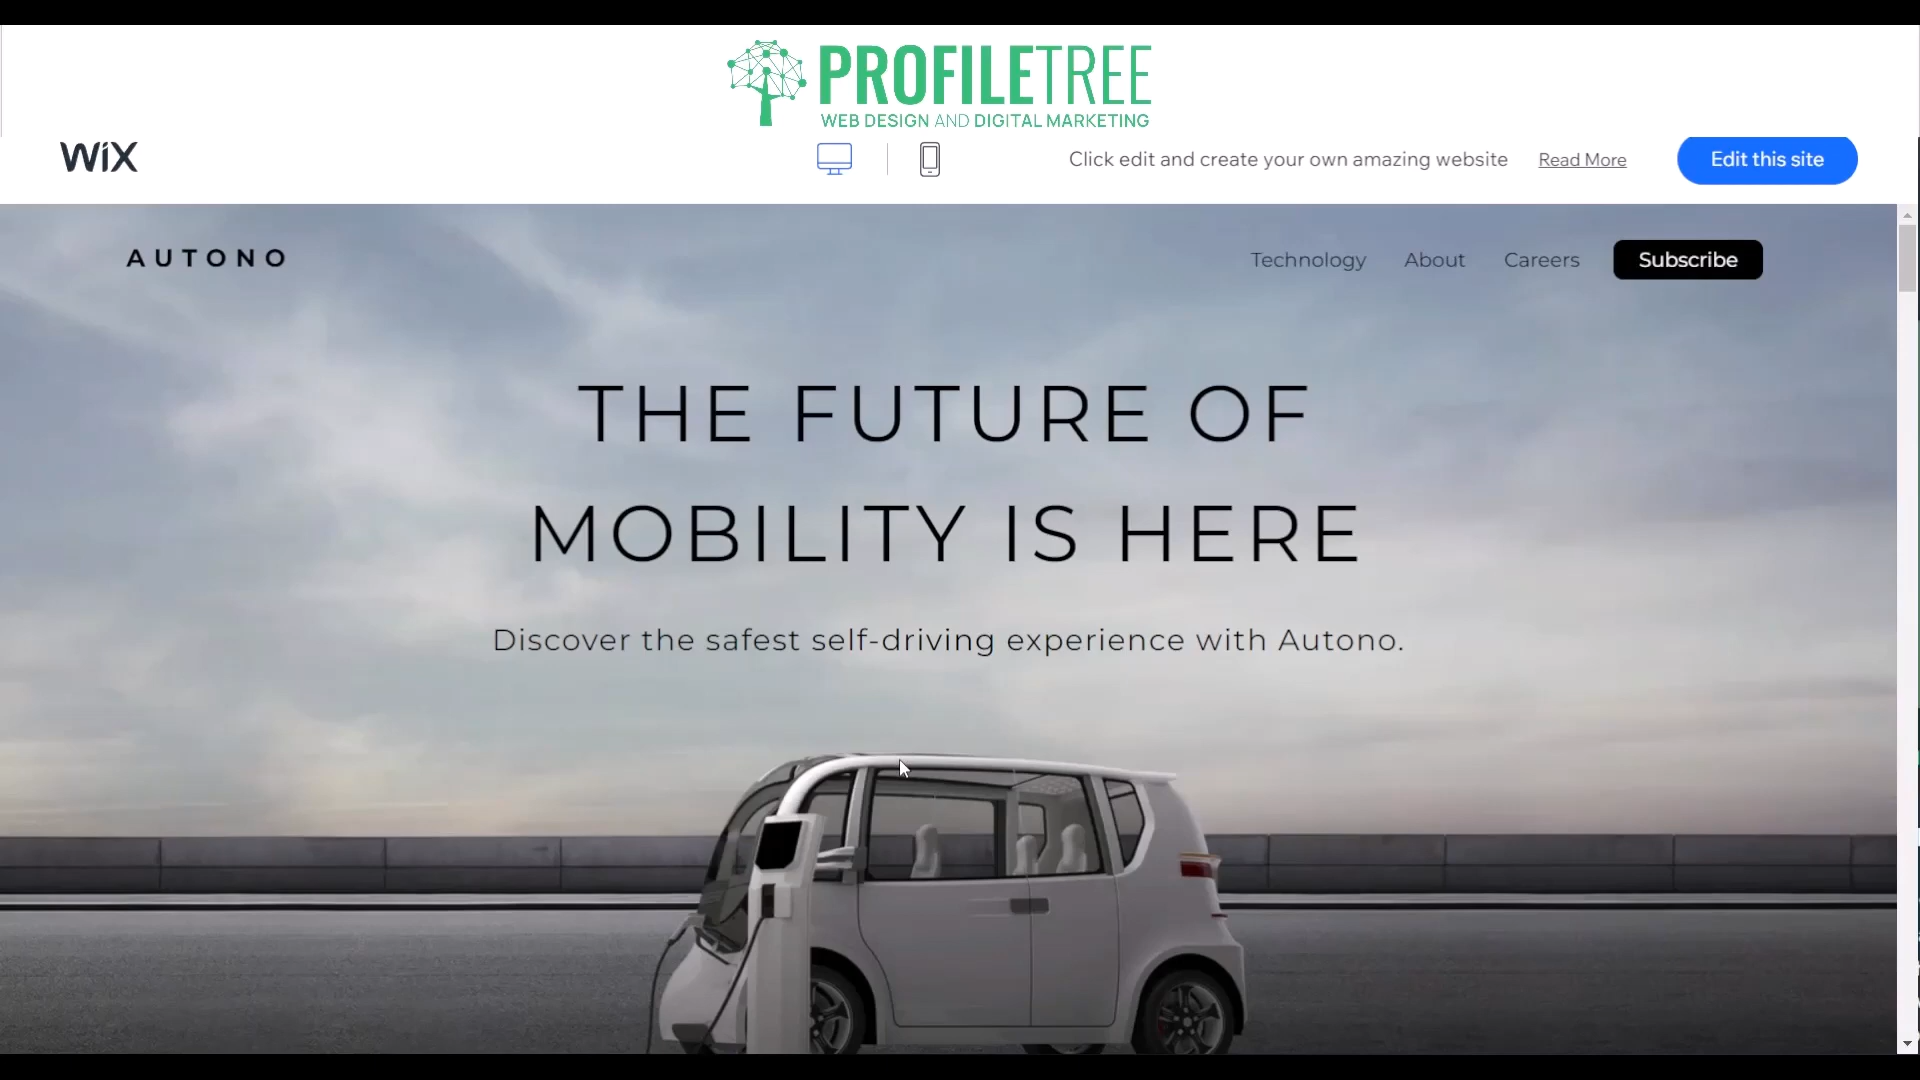 PROFILETREE
WEB DESIGN AND DIGITAL MARKETING
WiX
Click edit and create your own amazing website
Read More
Edit this site
AUTONO
Technology
About
Careers
Subscribe
THE FUTURE OF
MOBILITY IS HERE
Discover the safest self-driving experience with Autono.